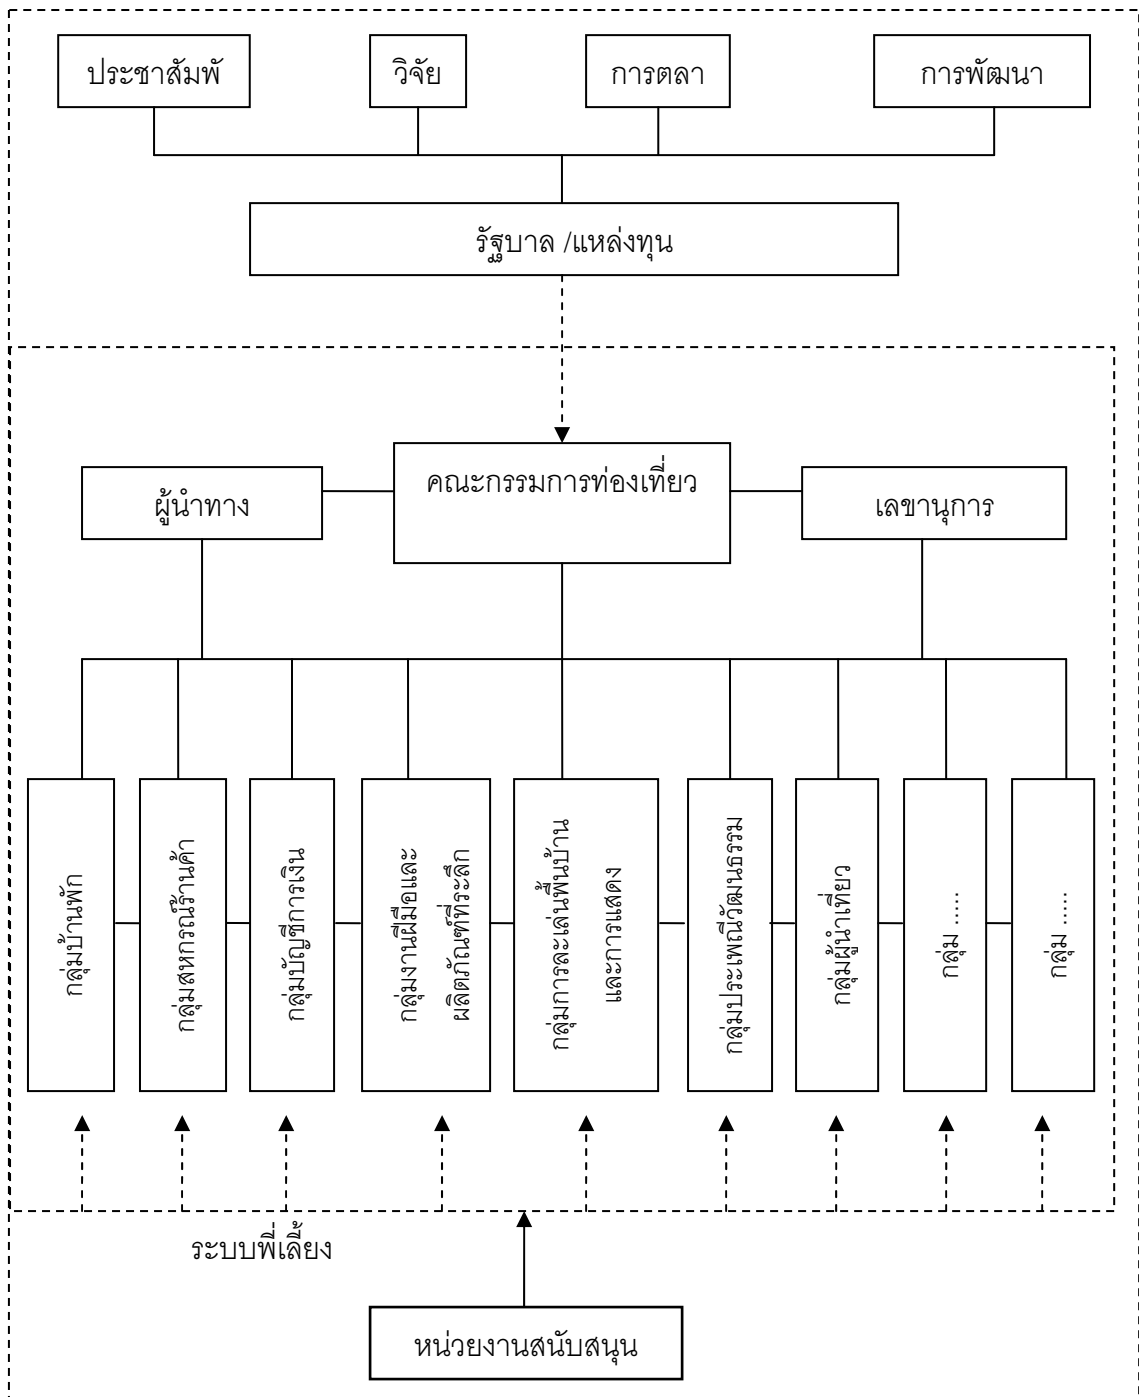 ประชาสัมพั
วิจัย
การตลา
การพัฒนา
รัฐบาล /แหล่งทุน
คณะกรรมการท่องเที่ยว
ผู้นำทาง
เลขานุการ
กลุ่มบ้านพัก
กลุ่มสหกรณ์ร้านค้า
กลุ่มบัญชีการเงิน
กลุ่มงานฝีมือและ
ผลิตภัณฑ์ที่ระลึก
กลุ่มการละเล่นพื้นบ้าน
และการแสดง
กลุ่มประเพณีวัฒนธรรม
กลุ่มผู้นำเที่ยว
กลุ่ม .....
กลุ่ม .....
ระบบพี่เลี้ยง
หน่วยงานสนับสนุน